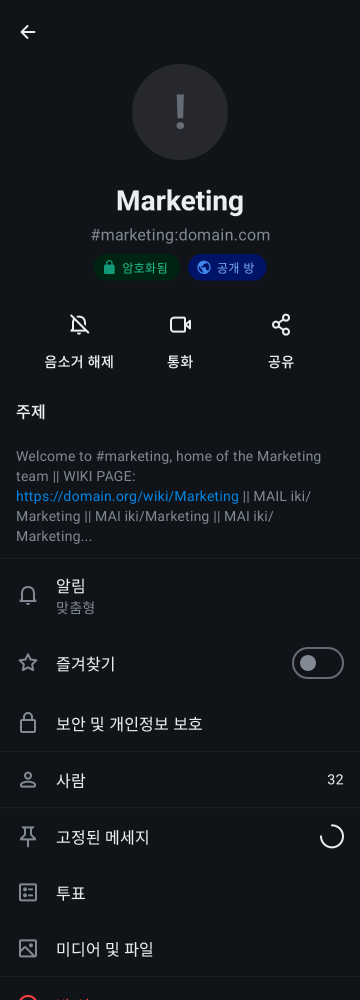 Marketing
#marketing:domain.com
암호화됨 공개 방
음소거 해제 통화 공유
주제
Welcome to #marketing, home of the Marketing
team || WIKI PAGE:
https://domain.org/wiki/Marketing || MAIL iki/
Marketing || MAI iki/Marketing || MAI iki/
Marketing...
알림
맞춤형
즐겨찾기
보안 및 개인정보 보호
사람 32
고정된 메세지
투표
미디어 및 파일